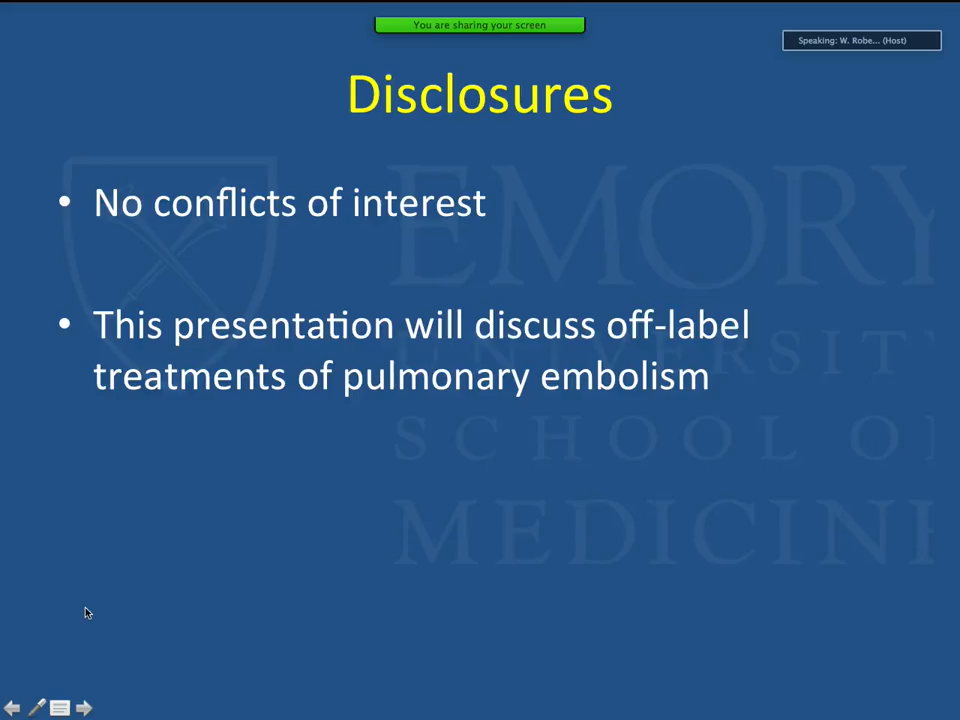 You are sharing your screen
Speaking: W. Robe... (Host)
Disclosures
• No conflicts of interest
• This presentation will discuss off-label
treatments of pulmonary embolism
EMORY
UNIVERSITY
SCHOOL OF
MEDICINE